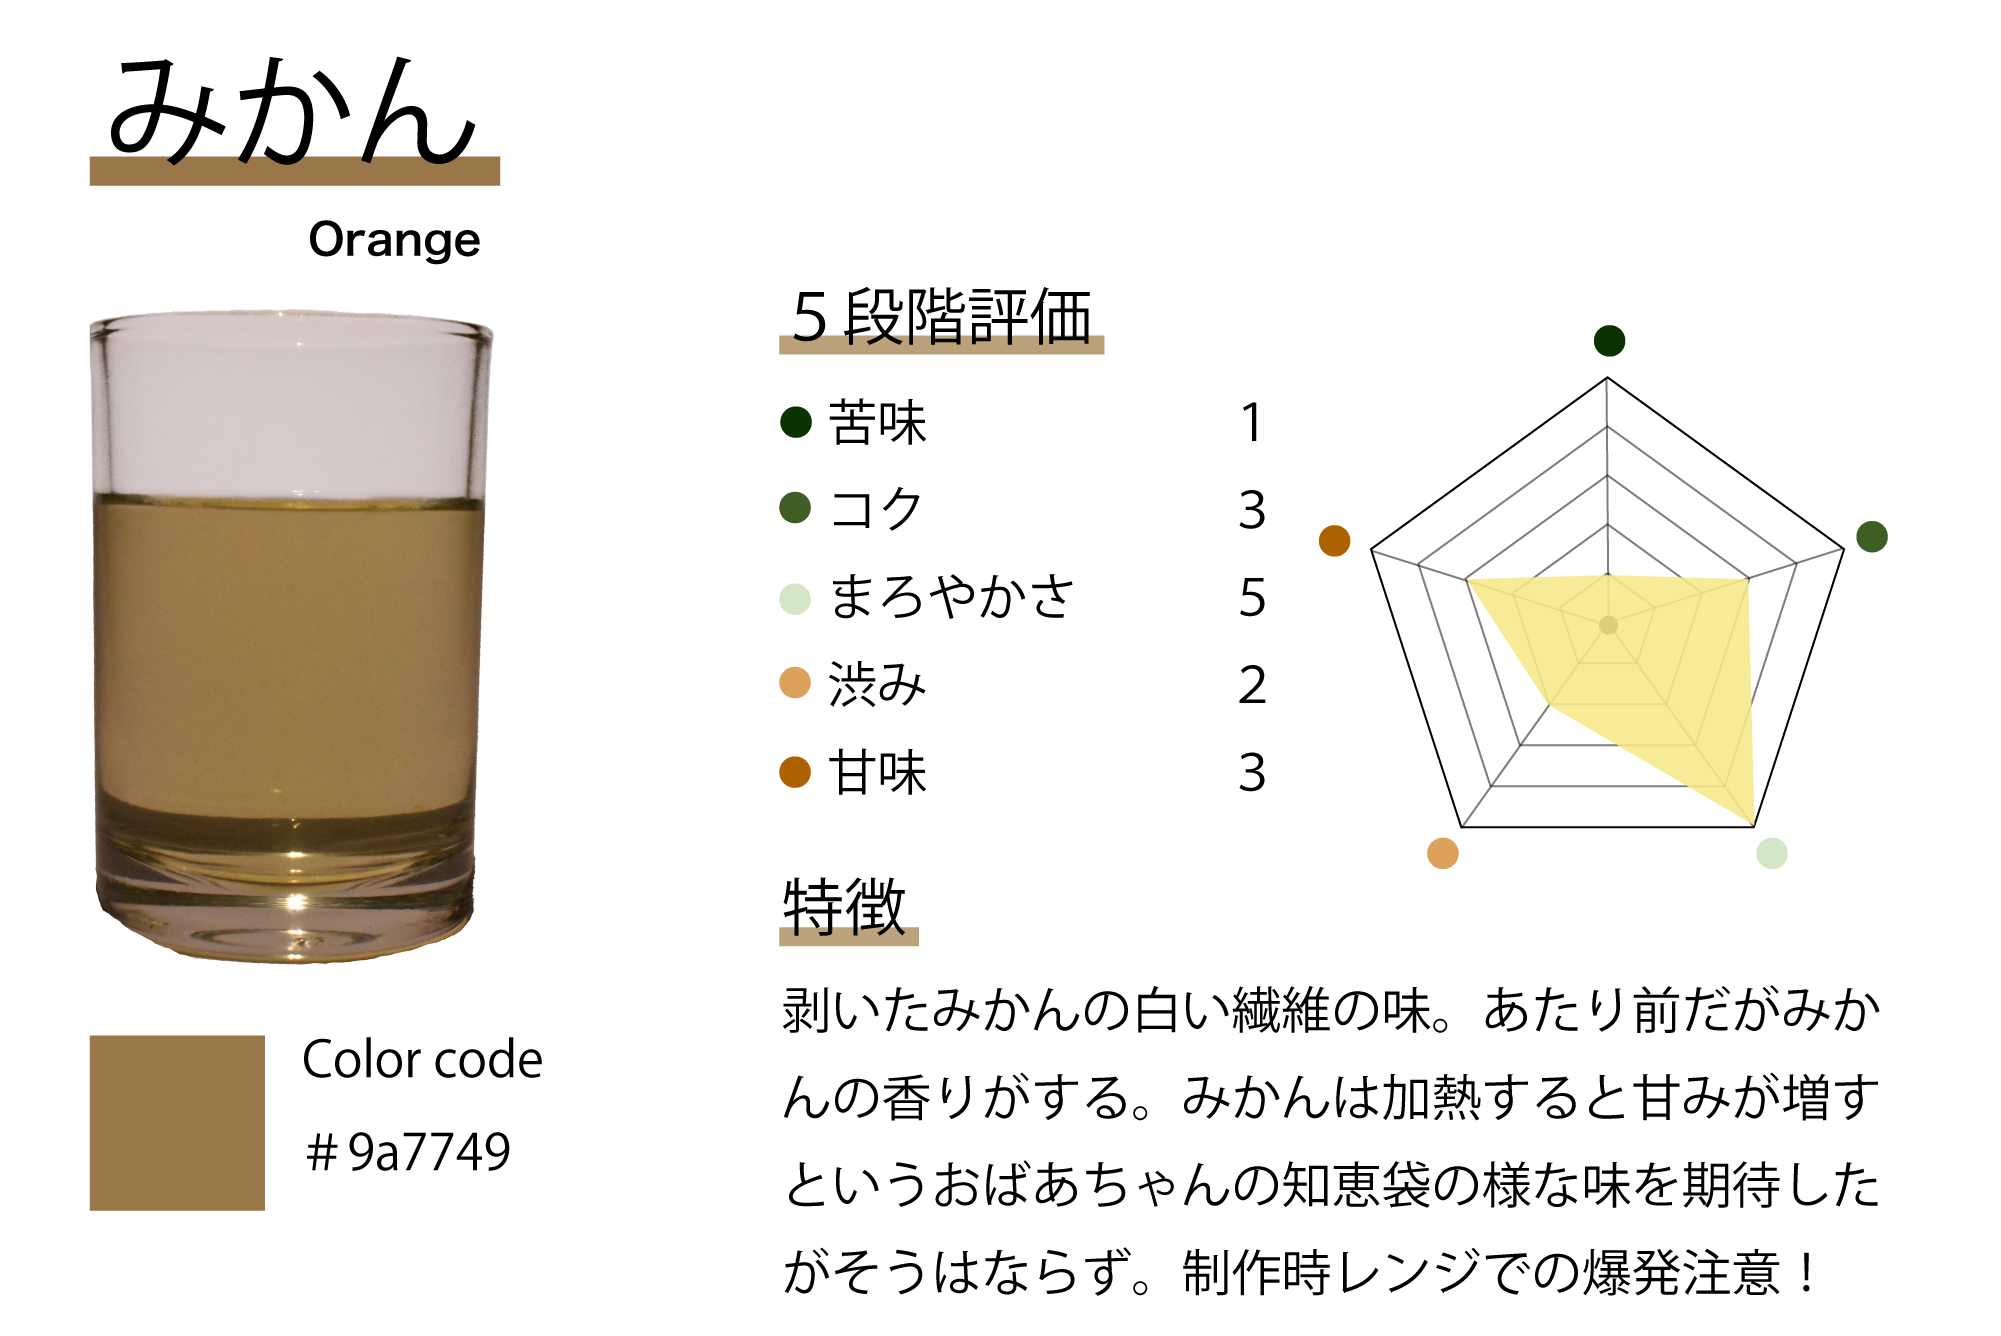 みかん
Orange
５段階評価
苦味 1
コク 3
まろやかさ 5
渋み 2
甘味 3
特徴
剥いたみかんの白い繊維の味。あたり前だがみか
んの香りがする。みかんは加熱すると甘みが増す
というおばあちゃんの知恵袋の様な味を期待した
がそうはならず。制作時レンジでの爆発注意！
Color code
＃9a7749